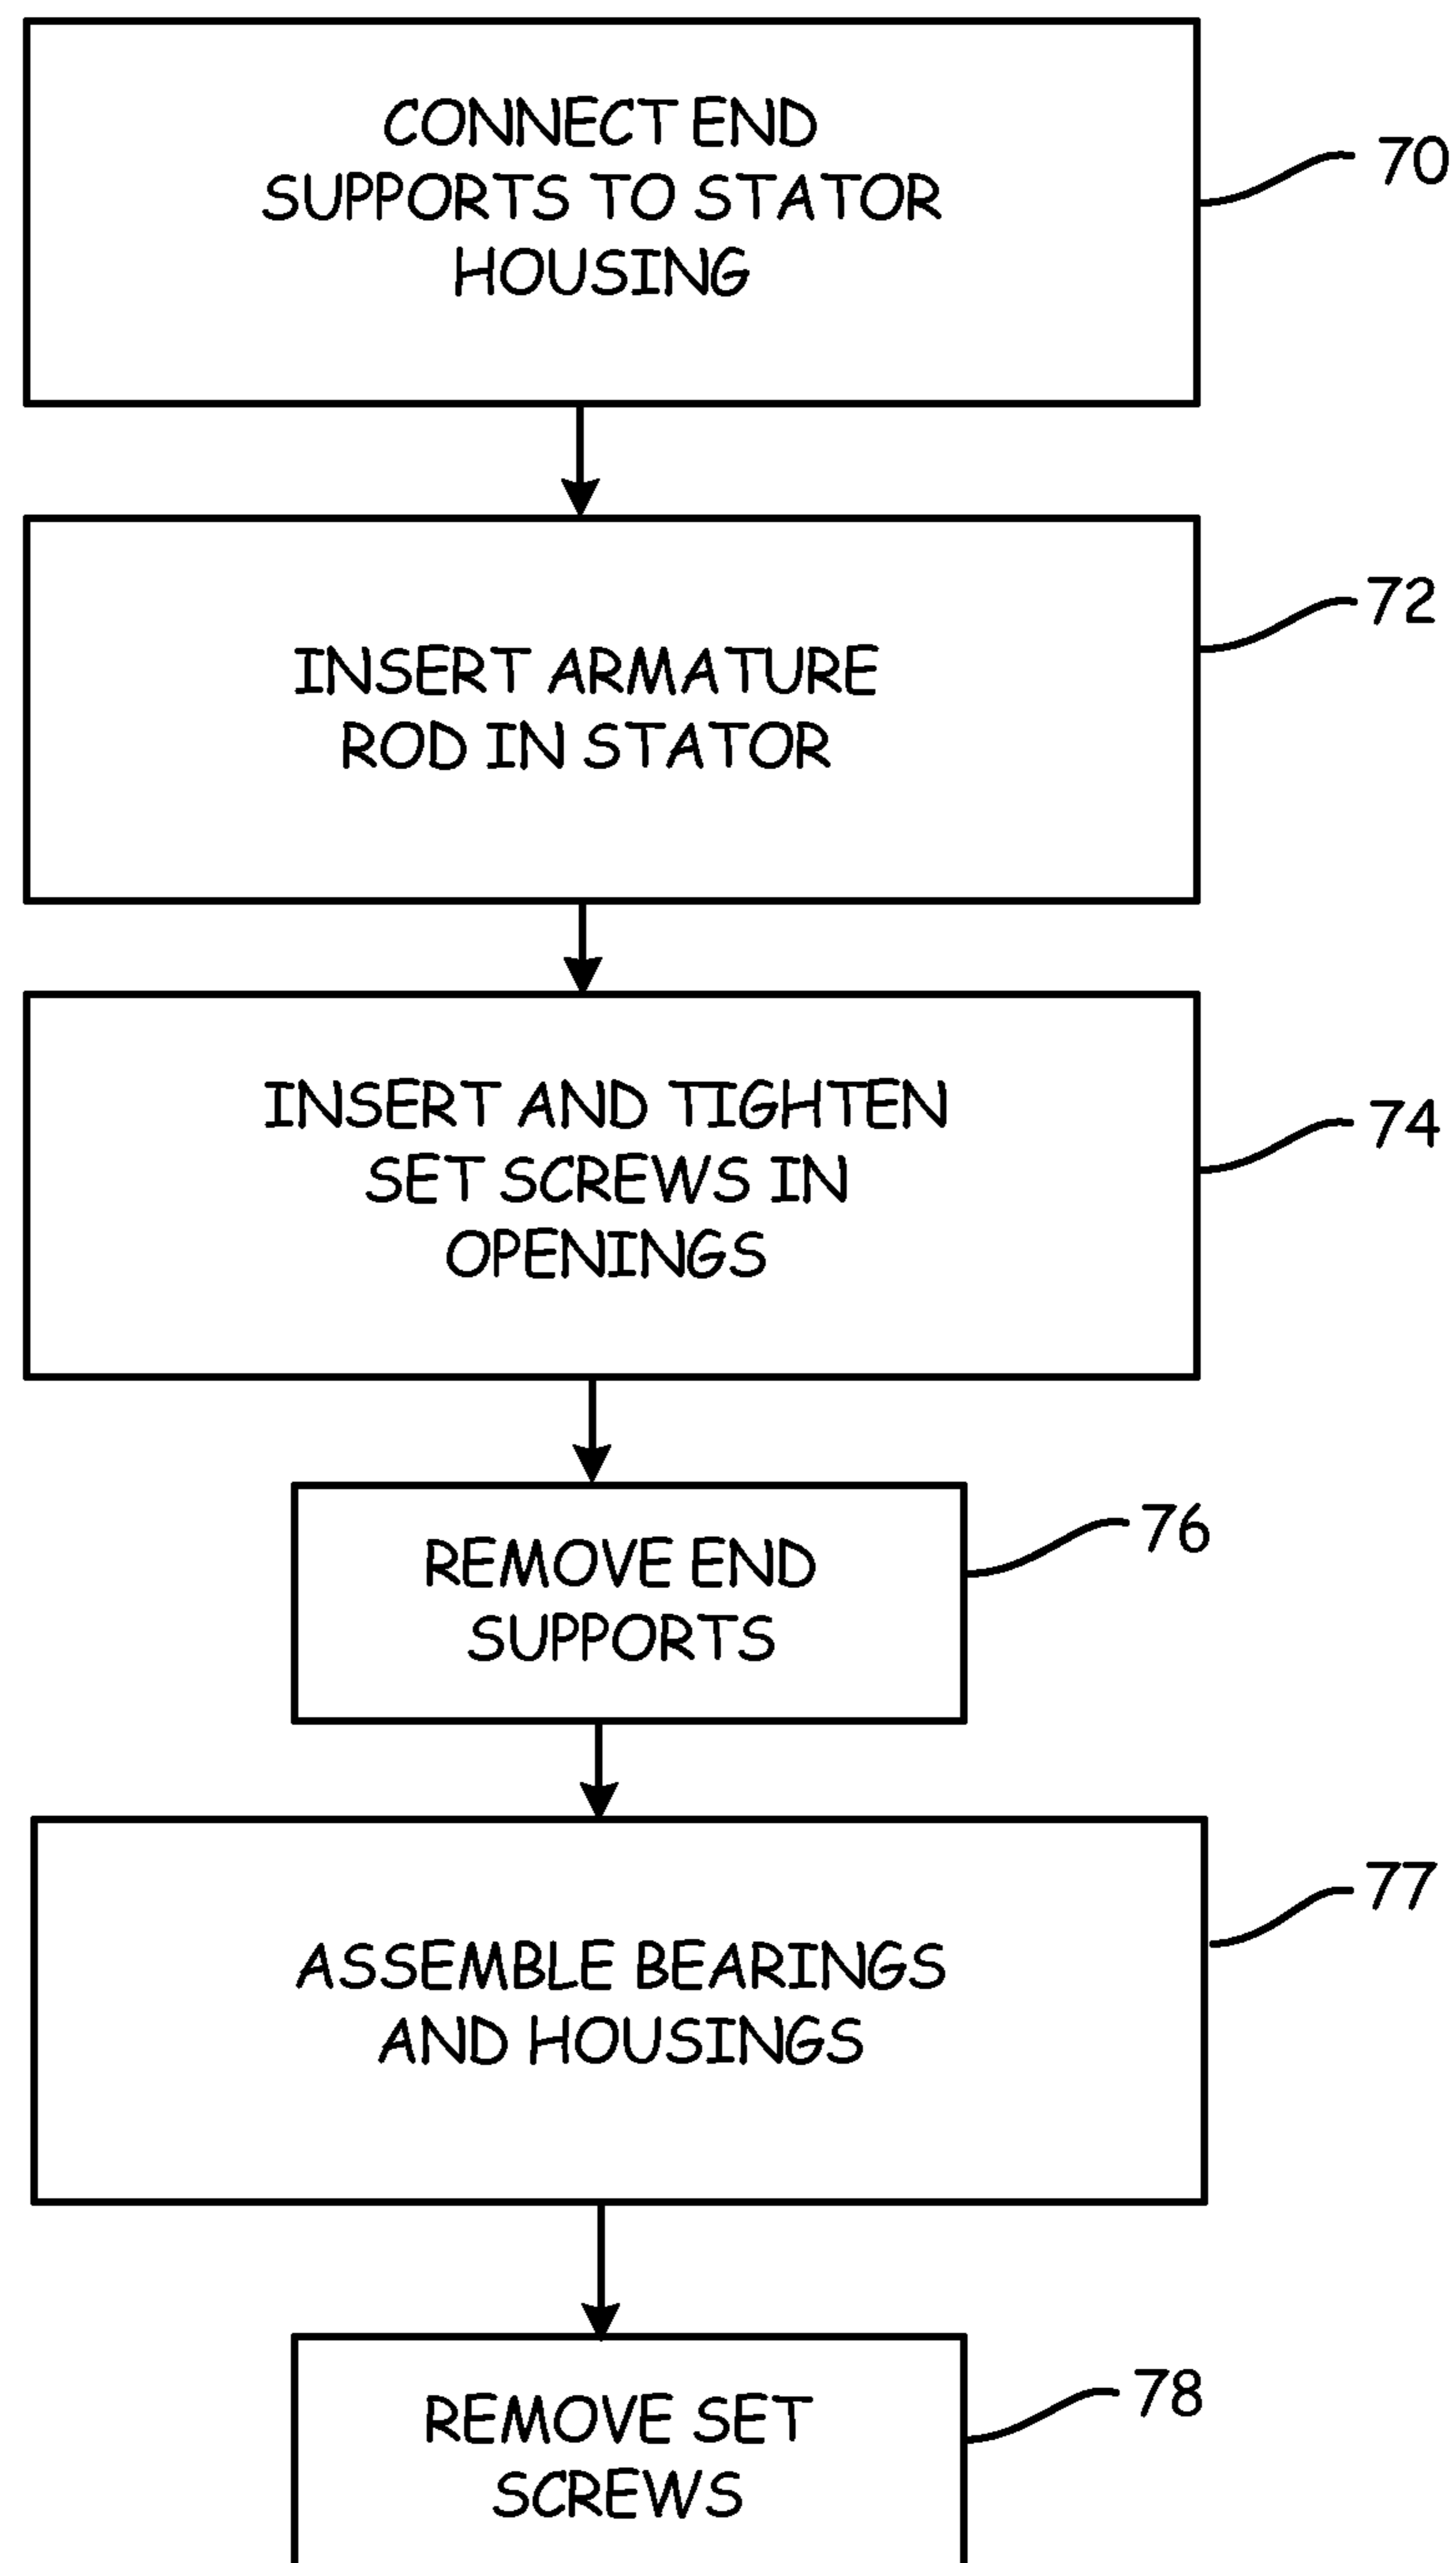 CONNECT END
SUPPORTS TO STATOR
HOUSING
70
INSERT ARMATURE
ROD IN STATOR
72
INSERT AND TIGHTEN
SET SCREWS IN
OPENINGS
74
REMOVE END
SUPPORTS
76
ASSEMBLE BEARINGS
AND HOUSINGS
77
REMOVE SET
SCREWS
78